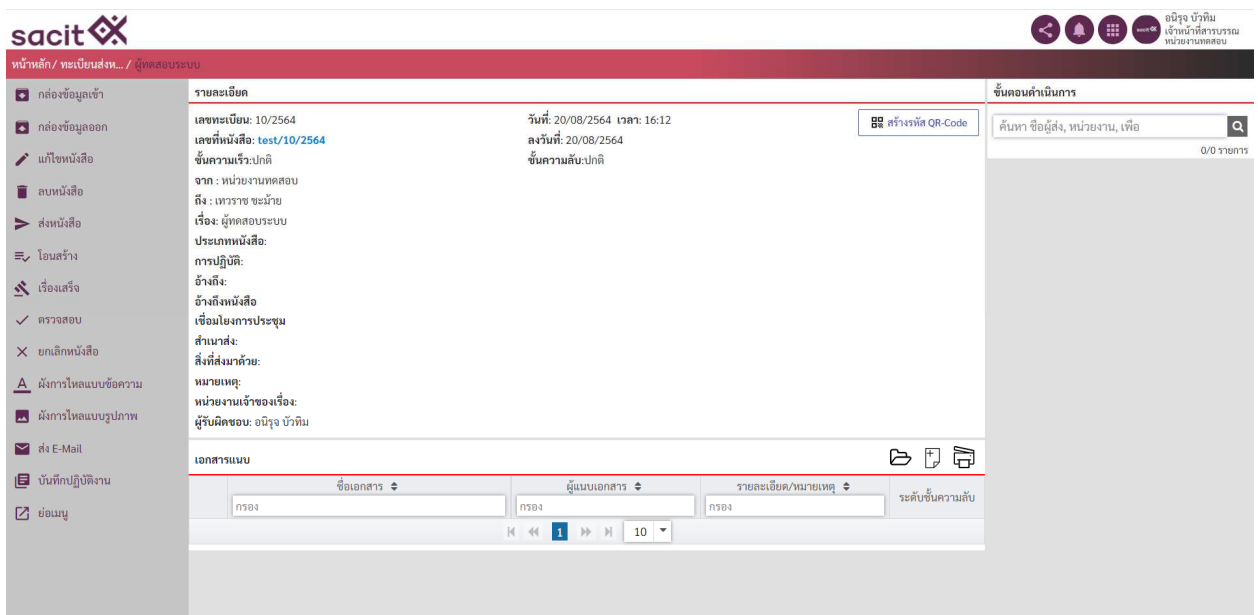 sacit
อนิรุจ บัวทิม
เจ้าหน้าที่สารบรรณ
หน่วยงานทดสอบ
หน้าหลัก/ ทะเบียนส่งห... / ผู้ทดสอบระบบ
กล่องข้อมูลเข้า
กล่องข้อมูลออก
แก้ไขหนังสือ
ลบหนังสือ
ส่งหนังสือ
โอนสร้าง
เรื่องเสร็จ
ตรวจสอบ
ยกเลิกหนังสือ
ผังการไหลแบบข้อความ
ผังการไหลแบบรูปภาพ
ส่ง E-Mail
บันทึกปฏิบัติงาน
ย่อเมนู
รายละเอียด
เลขทะเบียน: 10/2564 วันที่: 20/08/2564 เวลา: 16:12
สร้างรหัส QR-Code
เลขที่หนังสือ: test/10/2564 ลงวันที่: 20/08/2564
ชั้นความเร็ว:ปกติ ชั้นความลับ:ปกติ
จาก : หน่วยงานทดสอบ
ถึง : เทวราช ชะม้าย
เรื่อง: ผู้ทดสอบระบบ
ประเภทหนังสือ:
การปฏิบัติ:
อ้างถึง:
อ้างถึงหนังสือ
เชื่อมโยงการประชุม
สำเนาส่ง:
สิ่งที่ส่งมาด้วย:
หมายเหตุ:
หน่วยงานเจ้าของเรื่อง:
ผู้รับผิดชอบ: อนิรุจ บัวทิม
เอกสารแนบ
ชื่อเอกสาร ผู้แนบเอกสาร รายละเอียด/หมายเหตุ ระดับชั้นความลับ
กรอง กรอง กรอง
1 10
ขั้นตอนดำเนินการ
ค้นหา ชื่อผู้ส่ง, หน่วยงาน, เพื่อ
0/0 รายการ